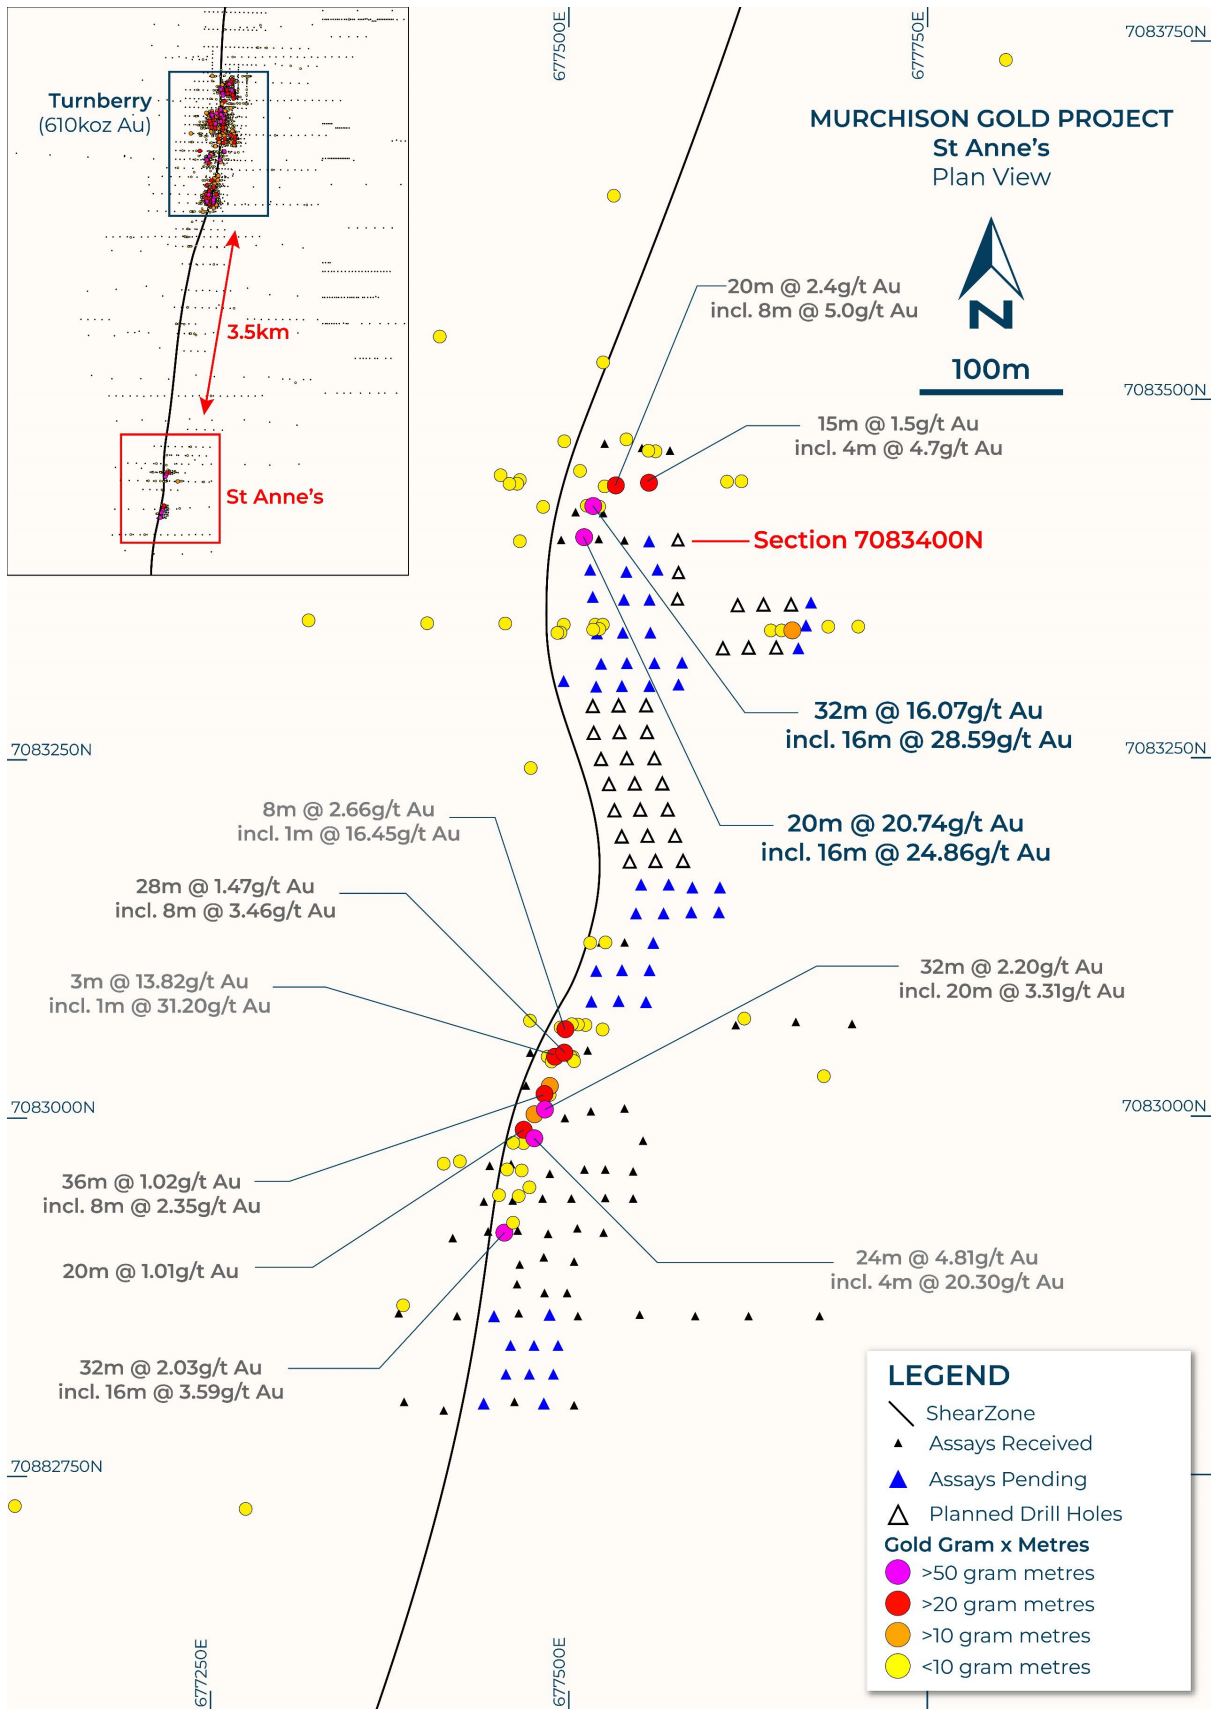 677500E
677750E
7083750N
Turnberry
(610koz Au)
MURCHISON GOLD PROJECT
St Anne's
Plan View
N
100m
3.5km
St Anne's
20m @ 2.4g/t Au
incl. 8m @ 5.0g/t Au
7083500N
15m @ 1.5g/t Au
incl. 4m @ 4.7g/t Au
Section 7083400N
32m @ 16.07g/t Au
incl. 16m @ 28.59g/t Au
7083250N
7083250N
8m @ 2.66g/t Au
incl. 1m @ 16.45g/t Au
20m @ 20.74g/t Au
incl. 16m @ 24.86g/t Au
28m @ 1.47g/t Au
incl. 8m @ 3.46g/t Au
3m @ 13.82g/t Au
incl. 1m @ 31.20g/t Au
32m @ 2.20g/t Au
incl. 20m @ 3.31g/t Au
7083000N
7083000N
36m @ 1.02g/t Au
incl. 8m @ 2.35g/t Au
20m @ 1.01g/t Au
24m @ 4.81g/t Au
incl. 4m @ 20.30g/t Au
32m @ 2.03g/t Au
incl. 16m @ 3.59g/t Au
70882750N
LEGEND
ShearZone
Assays Received
Assays Pending
Planned Drill Holes
Gold Gram x Metres
>50 gram metres
>20 gram metres
>10 gram metres
<10 gram metres
677250E
677500E